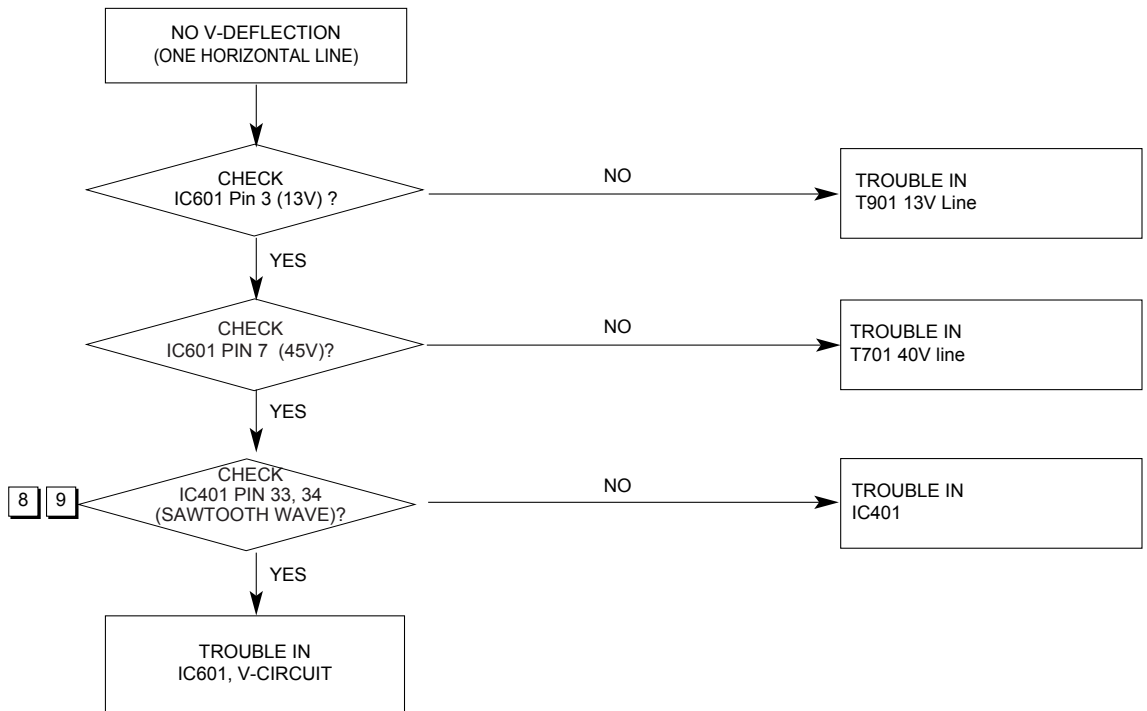 NO V-DEFLECTION
(ONE HORIZONTAL LINE)
CHECK
IC601 Pin 3 (13V) ?
NO
TROUBLE IN
T901 13V Line
YES
CHECK
IC601 PIN 7 (45V)?
NO
TROUBLE IN
T701 40V line
YES
8 9
CHECK
IC401 PIN 33, 34
(SAWTOOTH WAVE)?
NO
TROUBLE IN
IC401
YES
TROUBLE IN
IC601, V-CIRCUIT